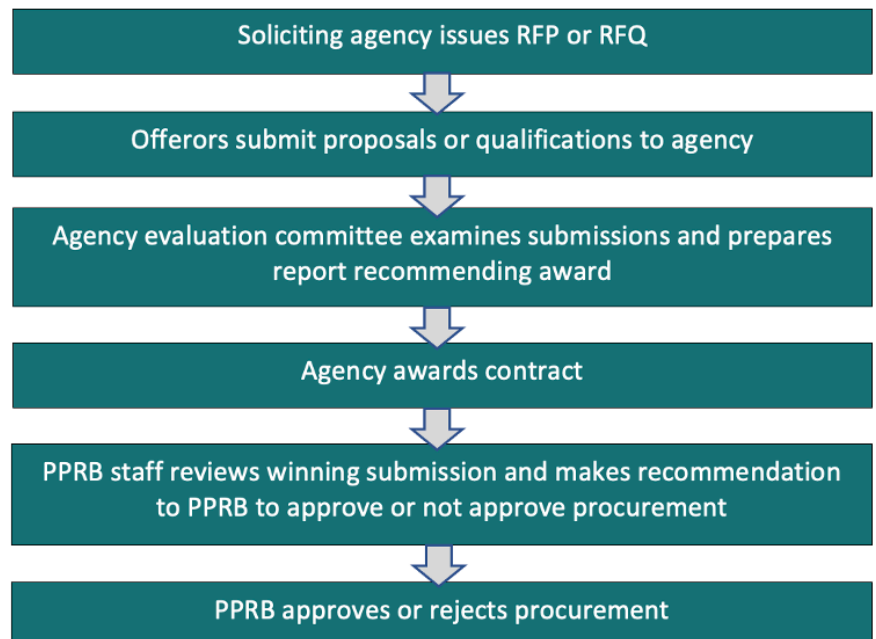 Soliciting agency issues RFP or RFQ
Offerors submit proposals or qualifications to agency
Agency evaluation committee examines submissions and prepares
report recommending award
Agency awards contract
PPRB staff reviews winning submission and makes recommendation
to PPRB to approve or not approve procurement
PPRB approves or rejects procurement